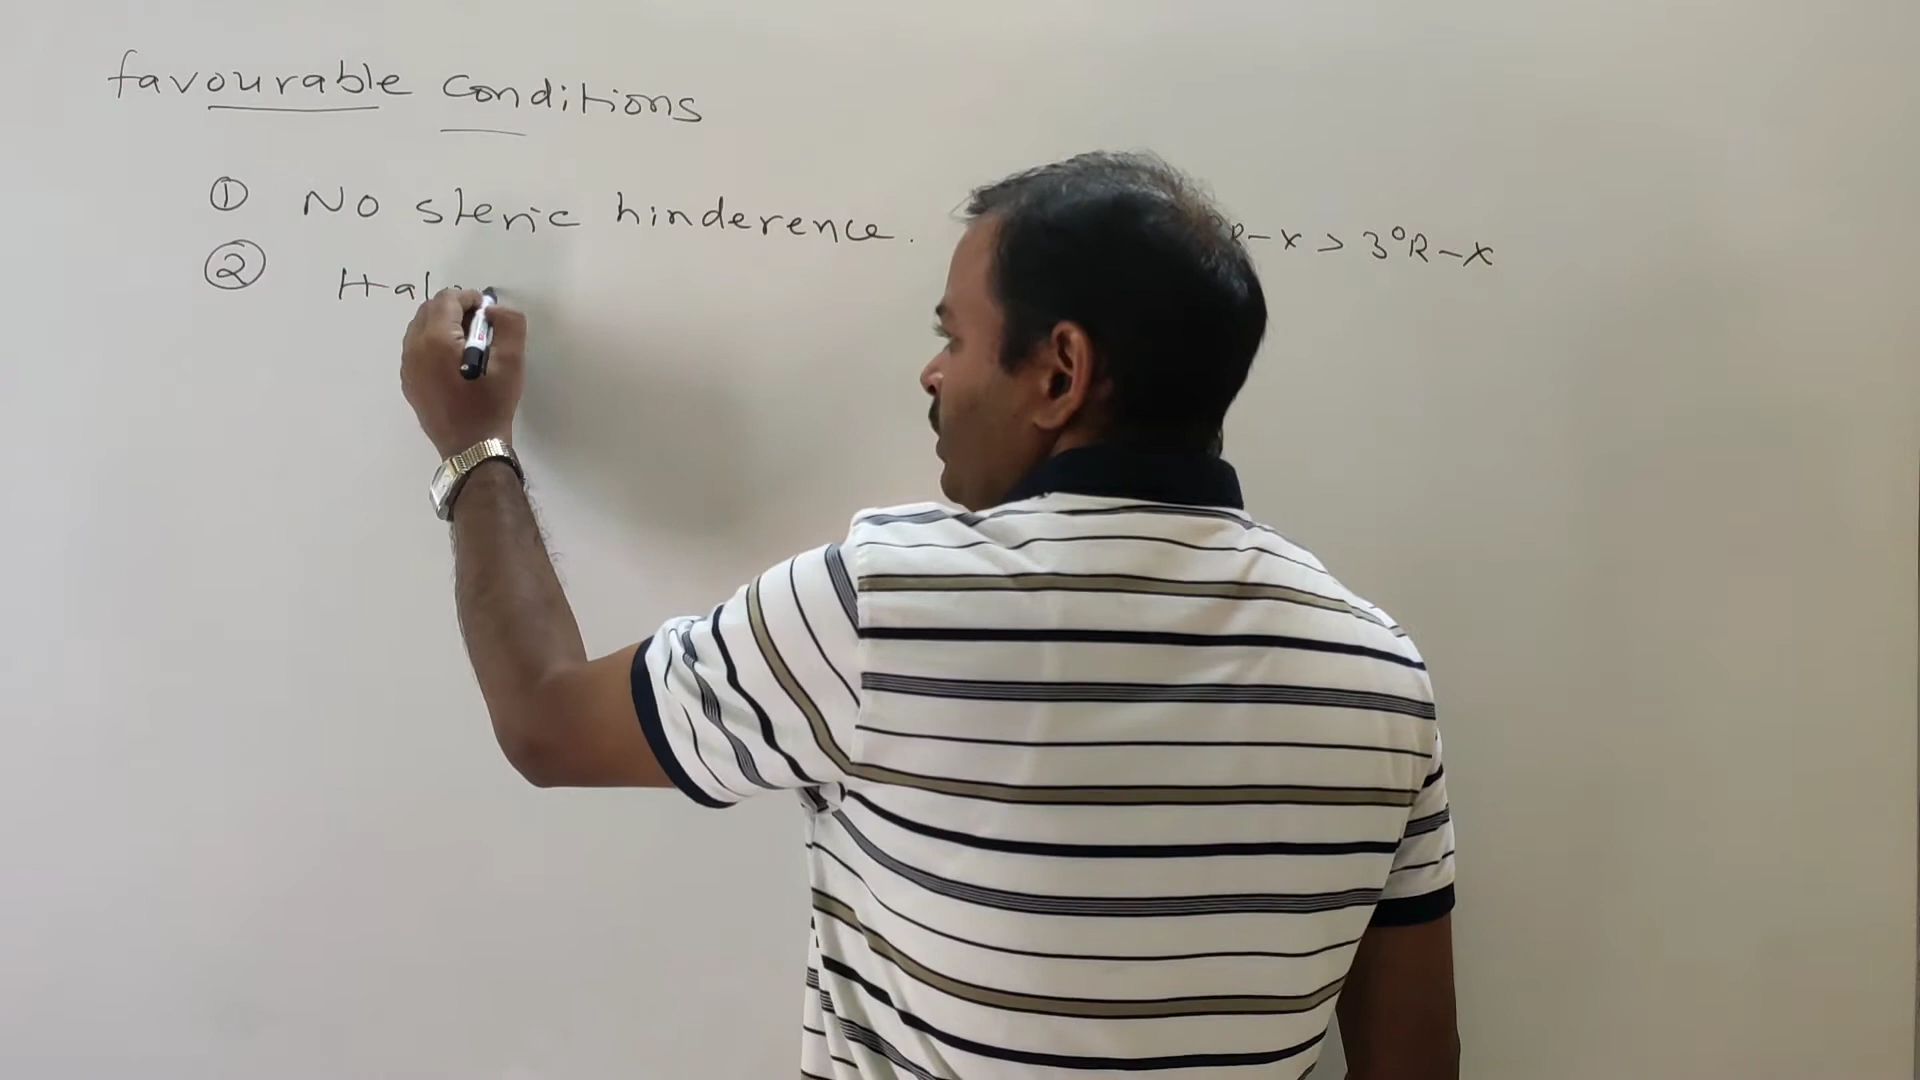 favourable conditions
① No steric hinderence. R-X > 3°R-X
② Hal